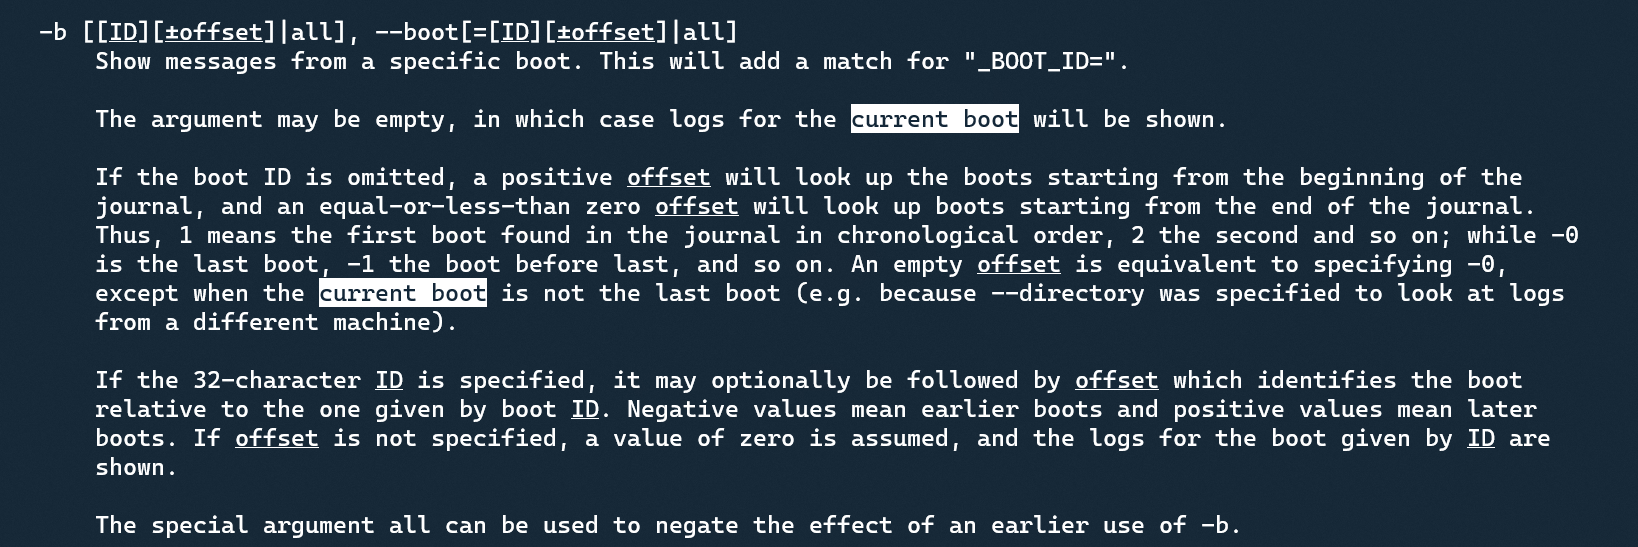 -b [[ID][±offset]|all], --boot[=[ID][±offset]|all]
Show messages from a specific boot. This will add a match for "_BOOT_ID=".
The argument may be empty, in which case logs for the current boot will be shown.
If the boot ID is omitted, a positive offset will look up the boots starting from the beginning of the
journal, and an equal-or-less-than zero offset will look up boots starting from the end of the journal.
Thus, 1 means the first boot found in the journal in chronological order, 2 the second and so on; while -0
is the last boot, -1 the boot before last, and so on. An empty offset is equivalent to specifying -0,
except when the current boot is not the last boot (e.g. because --directory was specified to look at logs
from a different machine).
If the 32-character ID is specified, it may optionally be followed by offset which identifies the boot
relative to the one given by boot ID. Negative values mean earlier boots and positive values mean later
boots. If offset is not specified, a value of zero is assumed, and the logs for the boot given by ID are
shown.
The special argument all can be used to negate the effect of an earlier use of -b.